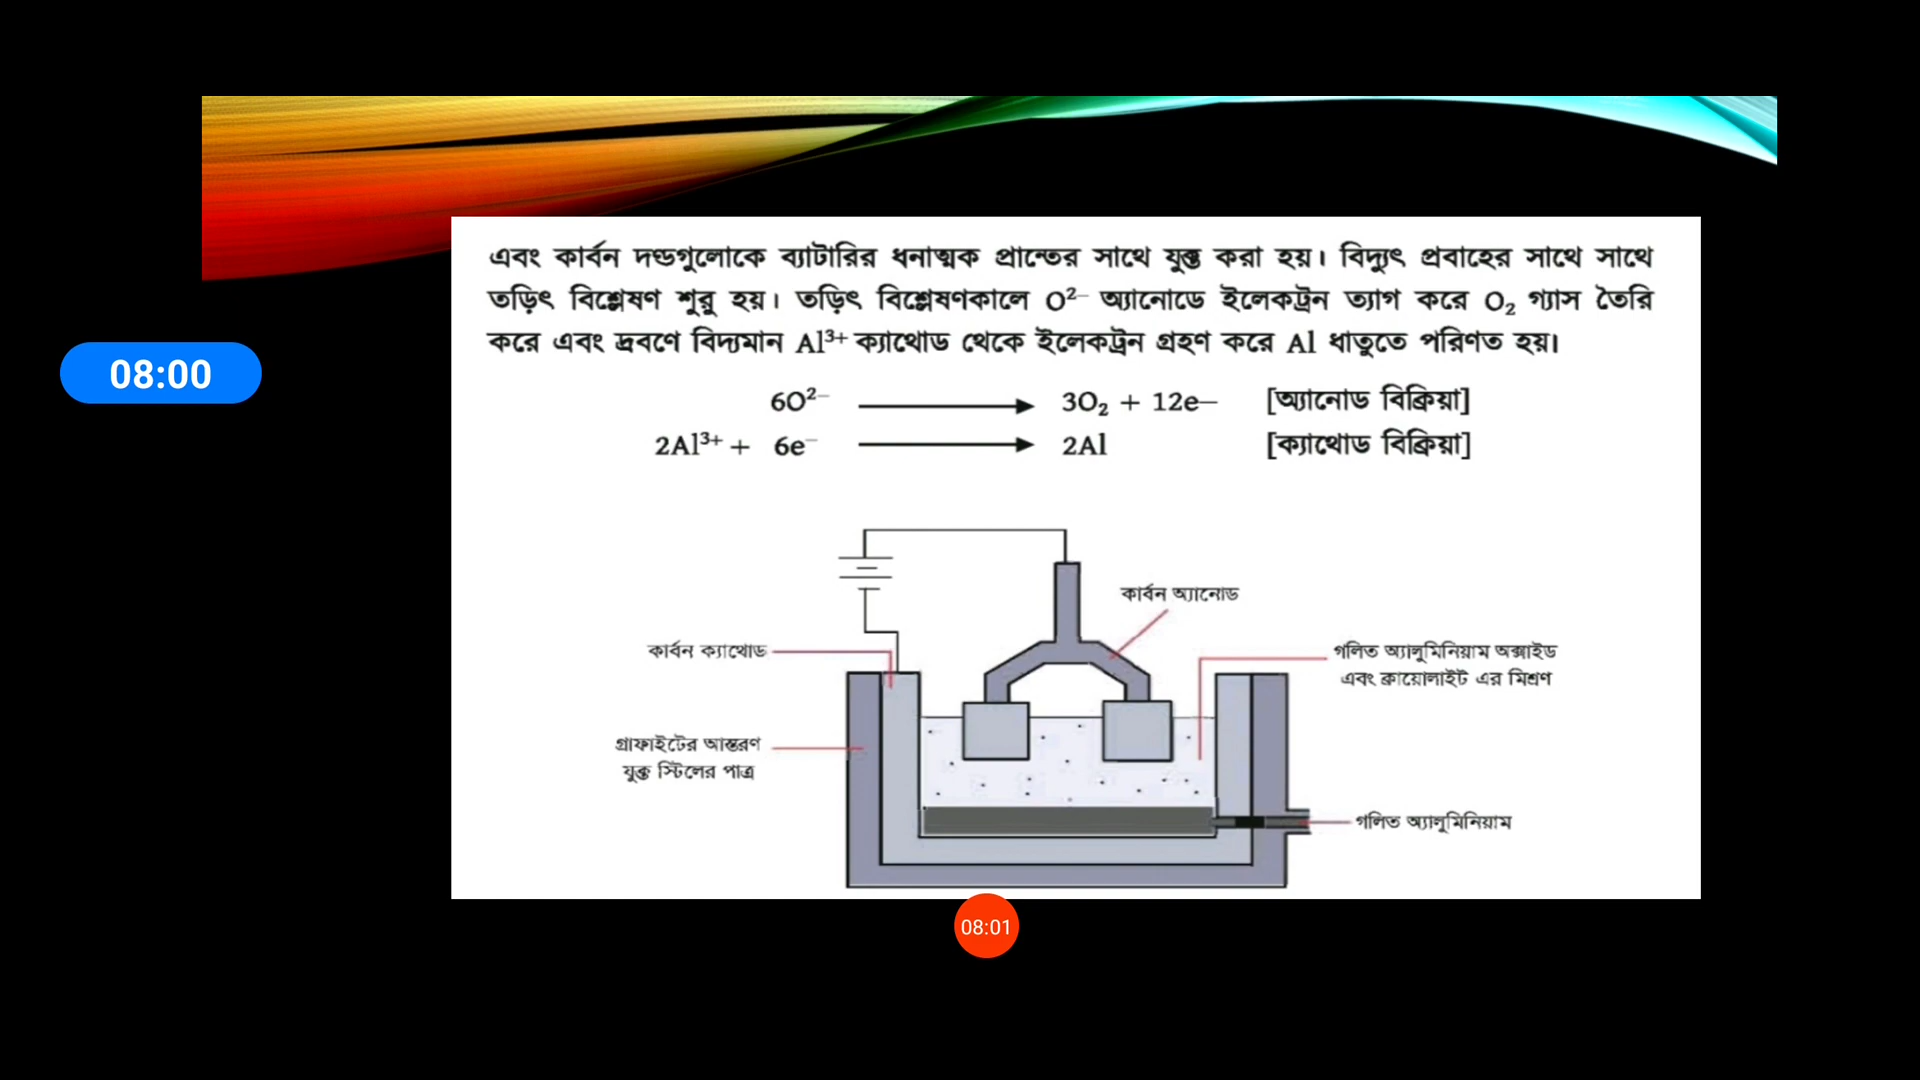 এবং কার্বন দন্ডগুলোকে ব্যাটারির ধনাত্মক প্রান্তের সাথে যুক্ত করা হয়। বিদ্যুৎ প্রবাহের সাথে সাথে
তড়িৎ বিশ্লেষণ শুরু হয়। তড়িৎ বিশ্লেষণকালে O²⁻ অ্যানোডে ইলেকট্রন ত্যাগ করে O₂ গ্যাস তৈরি
করে এবং দ্রবণে বিদ্যমান Al³⁺ ক্যাথোড থেকে ইলেকট্রন গ্রহণ করে Al ধাতুতে পরিণত হয়।
08:00
6O²⁻ ⟶ 3O₂ + 12e– [অ্যানোড বিক্রিয়া]
2Al³⁺ + 6e⁻ ⟶ 2Al [ক্যাথোড বিক্রিয়া]
কার্বন অ্যানোড
কার্বন ক্যাথোড
গলিত অ্যালুমিনিয়াম অক্সাইড
এবং ক্রায়োলাইট এর মিশ্রণ
গ্রাফাইটের আস্তরণ
যুক্ত স্টিলের পাত্র
গলিত অ্যালুমিনিয়াম
08:01